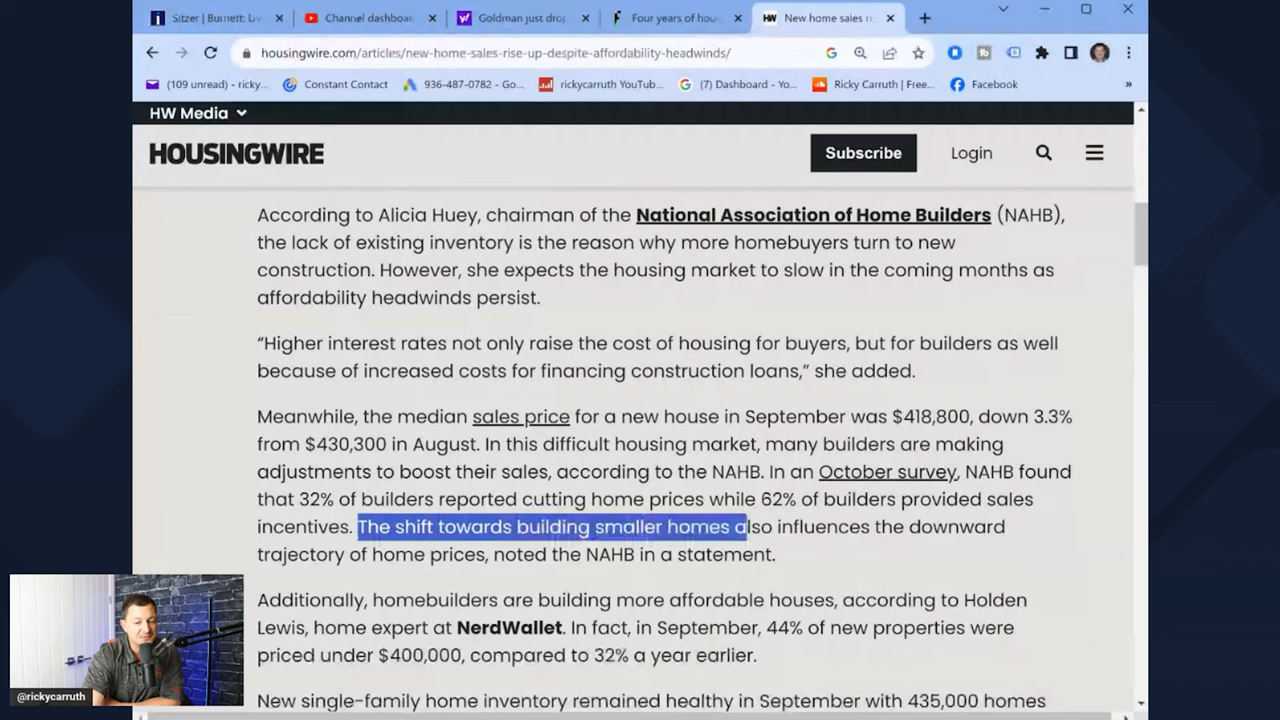 Sitzer | Burnett: Li
Channel dashboar
Goldman just drop
Four years of hou
New home sales r
housingwire.com/articles/new-home-sales-rise-up-despite-affordability-headwinds/
(109 unread) - ricky...
Constant Contact
936-487-0782 - Go...
rickycarruth YouTub...
(7) Dashboard - Yo...
Ricky Carruth | Free...
Facebook
»
HW Media
HOUSINGWIRE
Subscribe
Login
According to Alicia Huey, chairman of the National Association of Home Builders (NAHB),
the lack of existing inventory is the reason why more homebuyers turn to new
construction. However, she expects the housing market to slow in the coming months as
affordability headwinds persist.
“Higher interest rates not only raise the cost of housing for buyers, but for builders as well
because of increased costs for financing construction loans,” she added.
Meanwhile, the median sales price for a new house in September was $418,800, down 3.3%
from $430,300 in August. In this difficult housing market, many builders are making
adjustments to boost their sales, according to the NAHB. In an October survey, NAHB found
that 32% of builders reported cutting home prices while 62% of builders provided sales
incentives. The shift towards building smaller homes also influences the downward
trajectory of home prices, noted the NAHB in a statement.
Additionally, homebuilders are building more affordable houses, according to Holden
Lewis, home expert at NerdWallet. In fact, in September, 44% of new properties were
priced under $400,000, compared to 32% a year earlier.
New single-family home inventory remained healthy in September with 435,000 homes
@rickycarruth